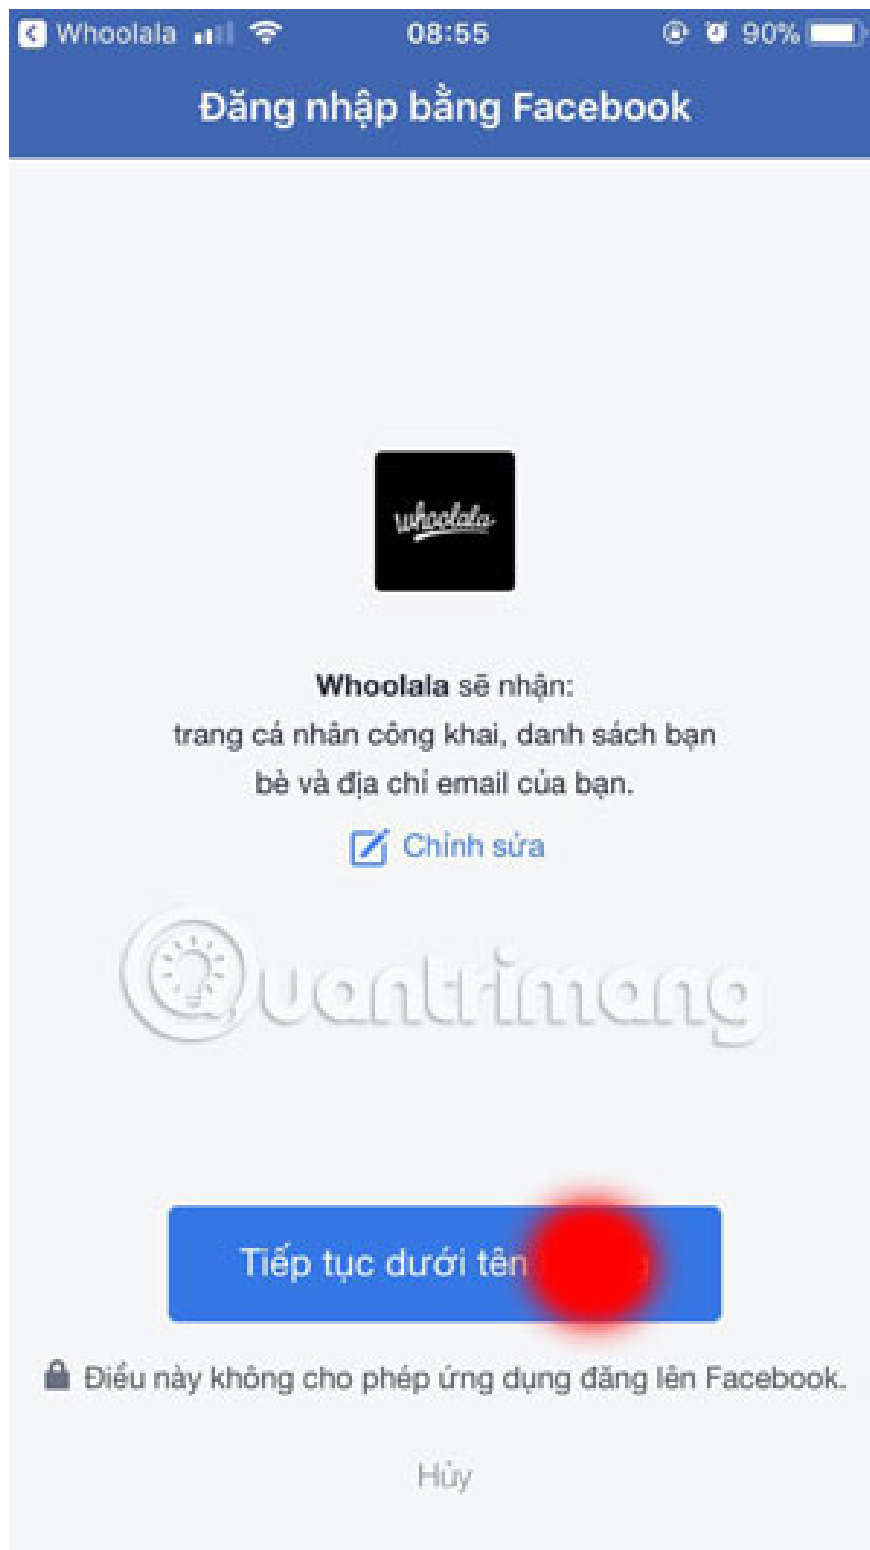 Whoolala 08:55 90%
Đăng nhập bằng Facebook
whoolala
Whoolala sẽ nhận:
trang cá nhân công khai, danh sách bạn
bè và địa chỉ email của bạn.
Chỉnh sửa
Quantrimang
Tiếp tục dưới tên
Điều này không cho phép ứng dụng đăng lên Facebook.
Hủy